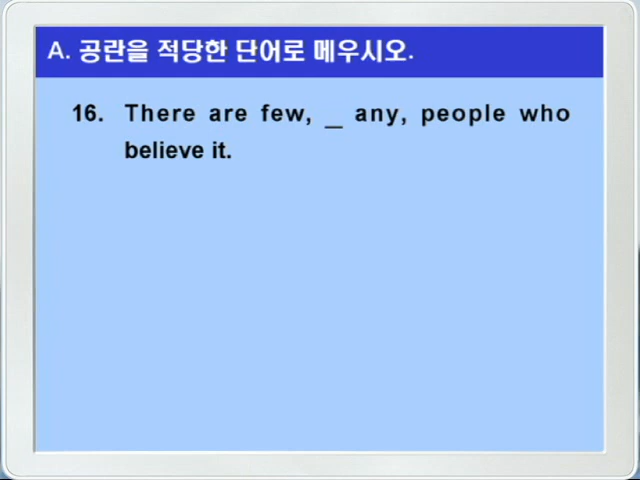 A. 공란을 적당한 단어로 메우시오.
16. There are few, _ any, people who
believe it.